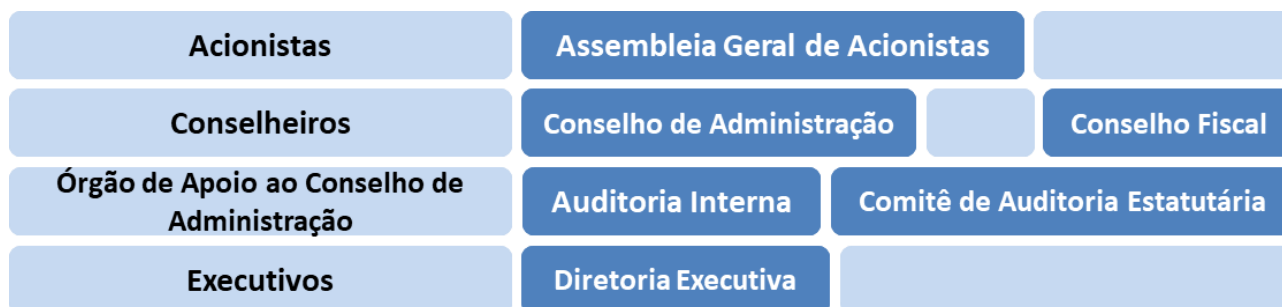 Acionistas
Assembleia Geral de Acionistas
Conselheiros
Conselho de Administração
Conselho Fiscal
Órgão de Apoio ao Conselho de
Administração
Auditoria Interna
Comitê de Auditoria Estatutária
Executivos
Diretoria Executiva